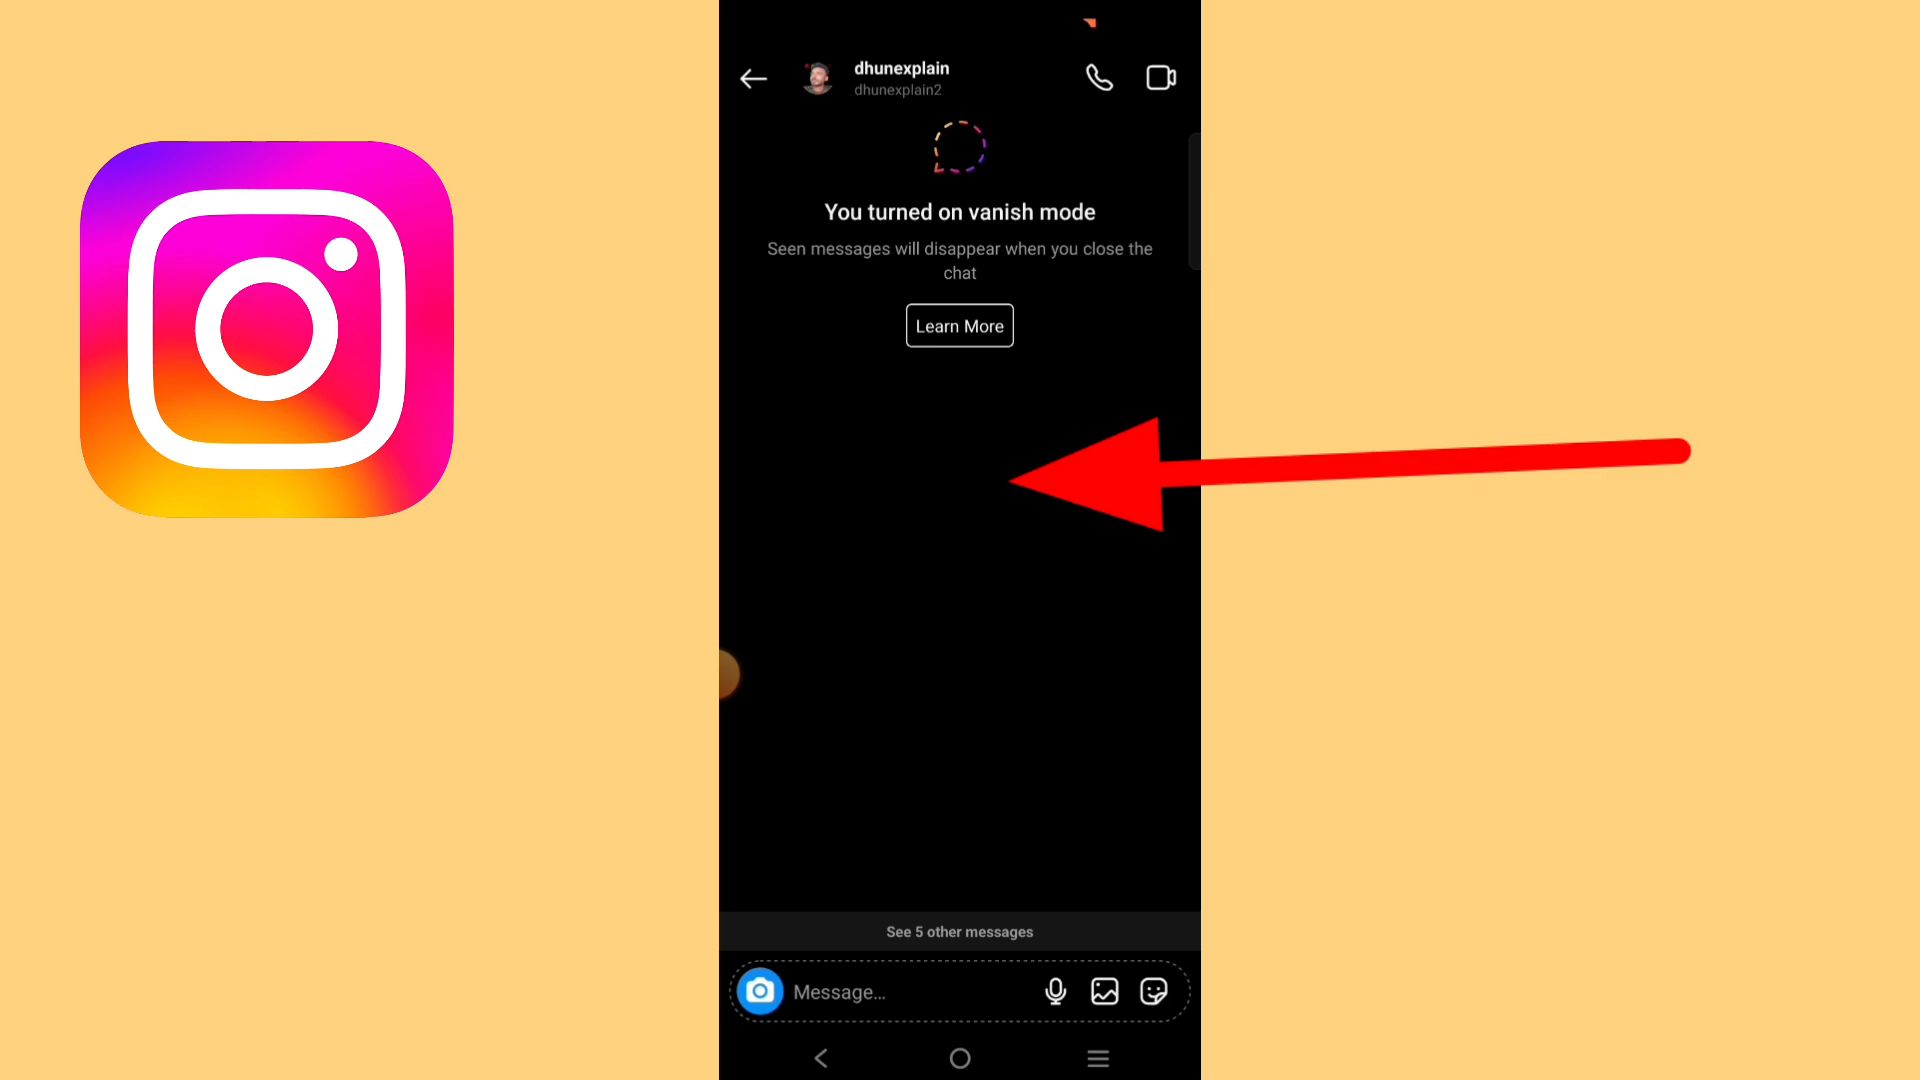 dhunexplain
dhunexplain2
You turned on vanish mode
Seen messages will disappear when you close the
chat
Learn More
See 5 other messages
Message...